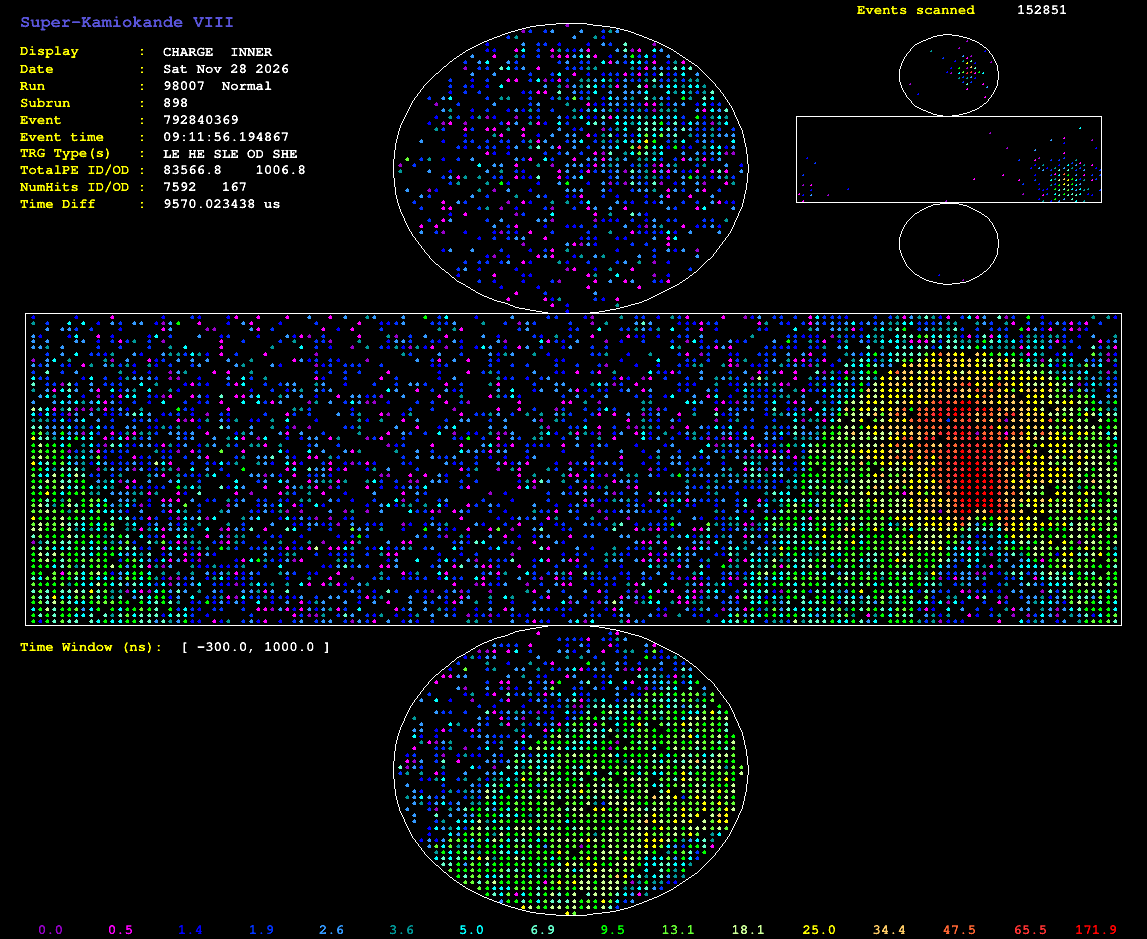 Super-Kamiokande VIII
Events scanned 152851
Display : CHARGE INNER
Date : Sat Nov 28 2026
Run : 98007 Normal
Subrun : 898
Event : 792840369
Event time : 09:11:56.194867
TRG Type(s) : LE HE SLE OD SHE
TotalPE ID/OD : 83566.8 1006.8
NumHits ID/OD : 7592 167
Time Diff : 9570.023438 us
Time Window (ns): [ -300.0, 1000.0 ]
0.0 0.5 1.4 1.9 2.6 3.6 5.0 6.9 9.5 13.1 18.1 25.0 34.4 47.5 65.5 171.9